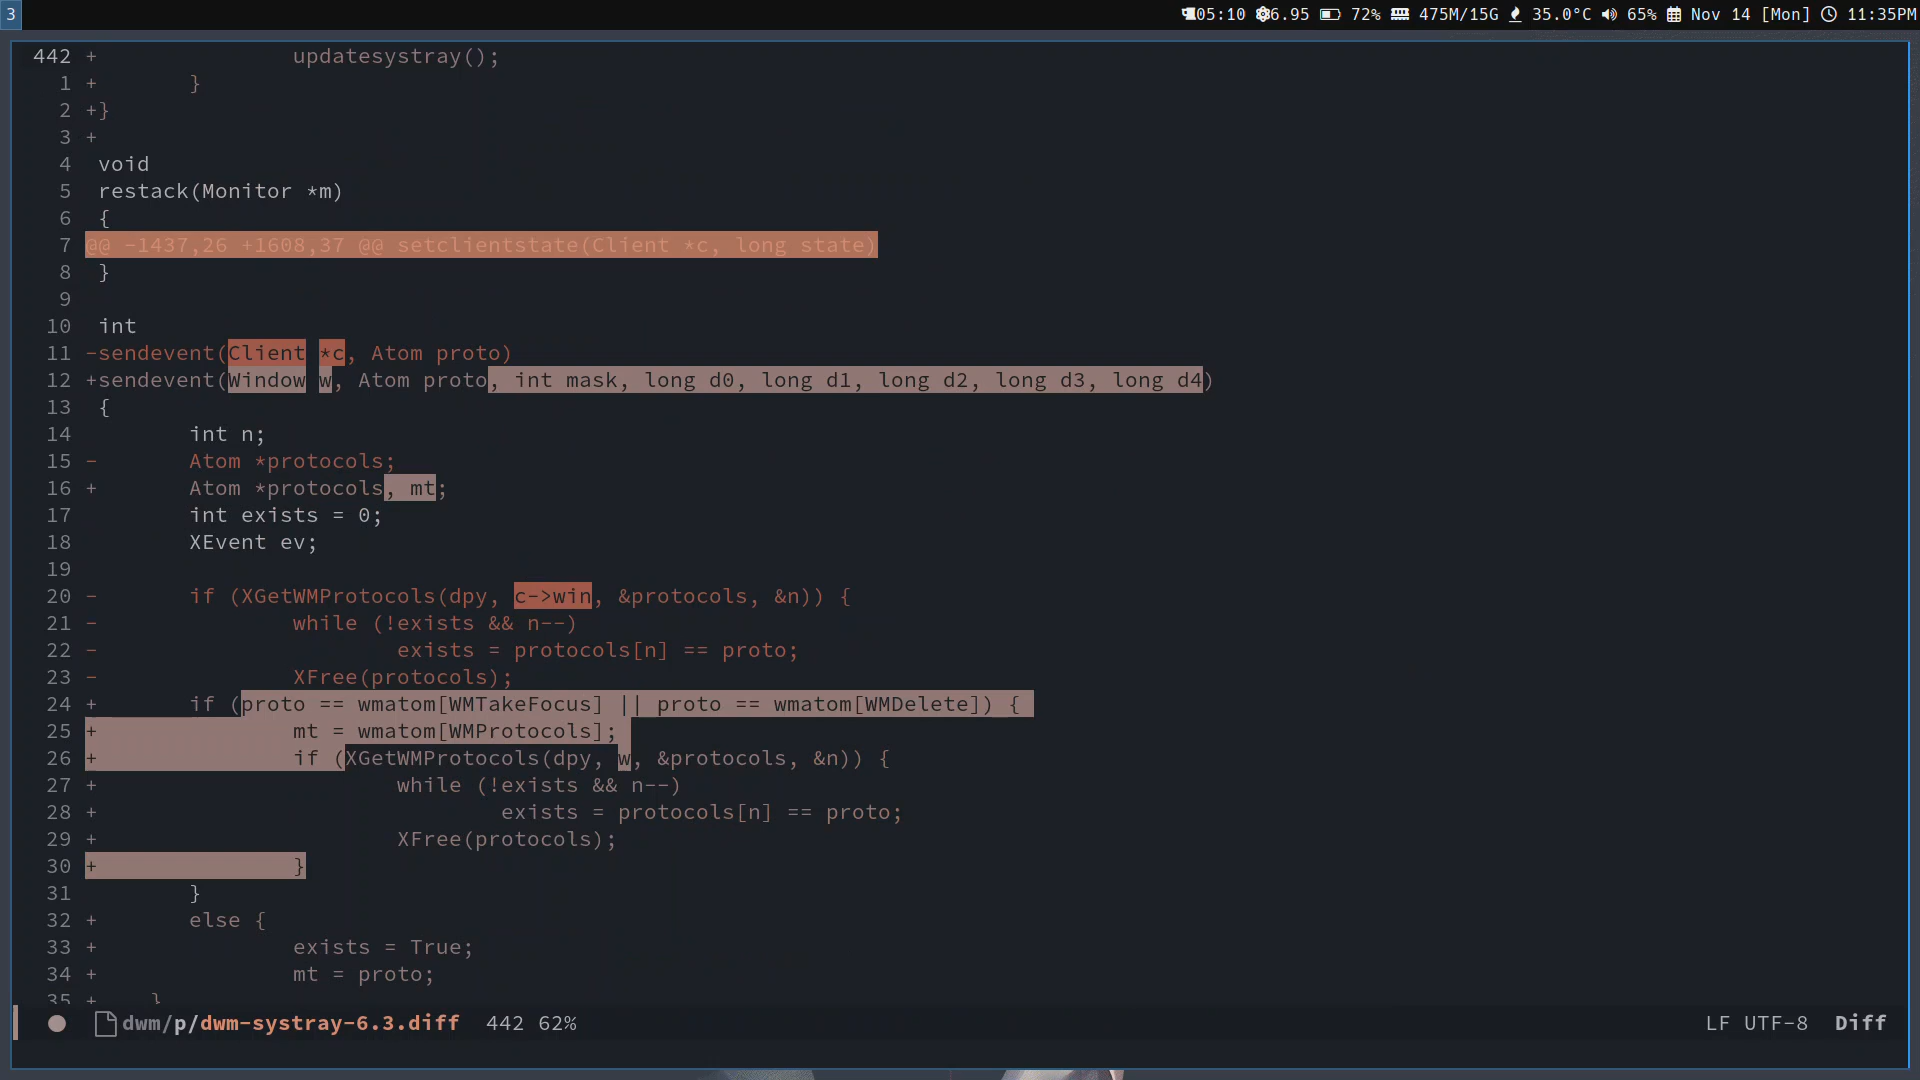 3 05:10 6.95 72% 475M/15G 35.0°C 65% Nov 14 [Mon] 11:35PM
442 +               updatesystray();
1 +       }
2 +}
3 +
4  void
5  restack(Monitor *m)
6  {
7 @@ -1437,26 +1608,37 @@ setclientstate(Client *c, long state)
8  }
9
10  int
11 -sendevent(Client *c, Atom proto)
12 +sendevent(Window w, Atom proto, int mask, long d0, long d1, long d2, long d3, long d4)
13  {
14         int n;
15 -       Atom *protocols;
16 +       Atom *protocols, mt;
17         int exists = 0;
18         XEvent ev;
19
20 -       if (XGetWMProtocols(dpy, c->win, &protocols, &n)) {
21 -               while (!exists && n--)
22 -                       exists = protocols[n] == proto;
23 -               XFree(protocols);
24 +       if (proto == wmatom[WMTakeFocus] || proto == wmatom[WMDelete]) {
25 +               mt = wmatom[WMProtocols];
26 +               if (XGetWMProtocols(dpy, w, &protocols, &n)) {
27 +                       while (!exists && n--)
28 +                               exists = protocols[n] == proto;
29 +                       XFree(protocols);
30 +               }
31         }
32 +       else {
33 +               exists = True;
34 +               mt = proto;
35 +    }
dwm/p/dwm-systray-6.3.diff 442 62% LF UTF-8 Diff